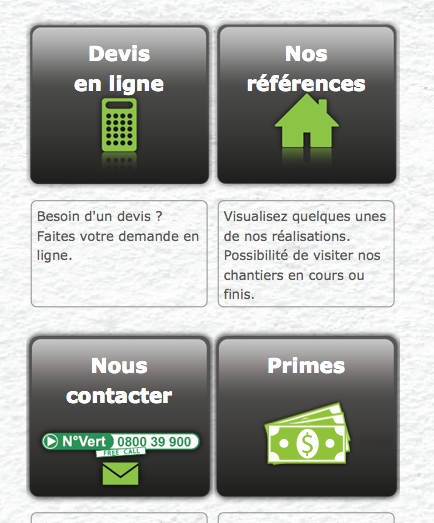 Devis
en ligne
Nos
références
Besoin d'un devis ?
Faites votre demande en
ligne.
Visualisez quelques unes
de nos réalisations.
Possibilité de visiter nos
chantiers en cours ou
finis.
Nous
contacter
N°Vert 0800 39 900
FREE CALL
Primes
$